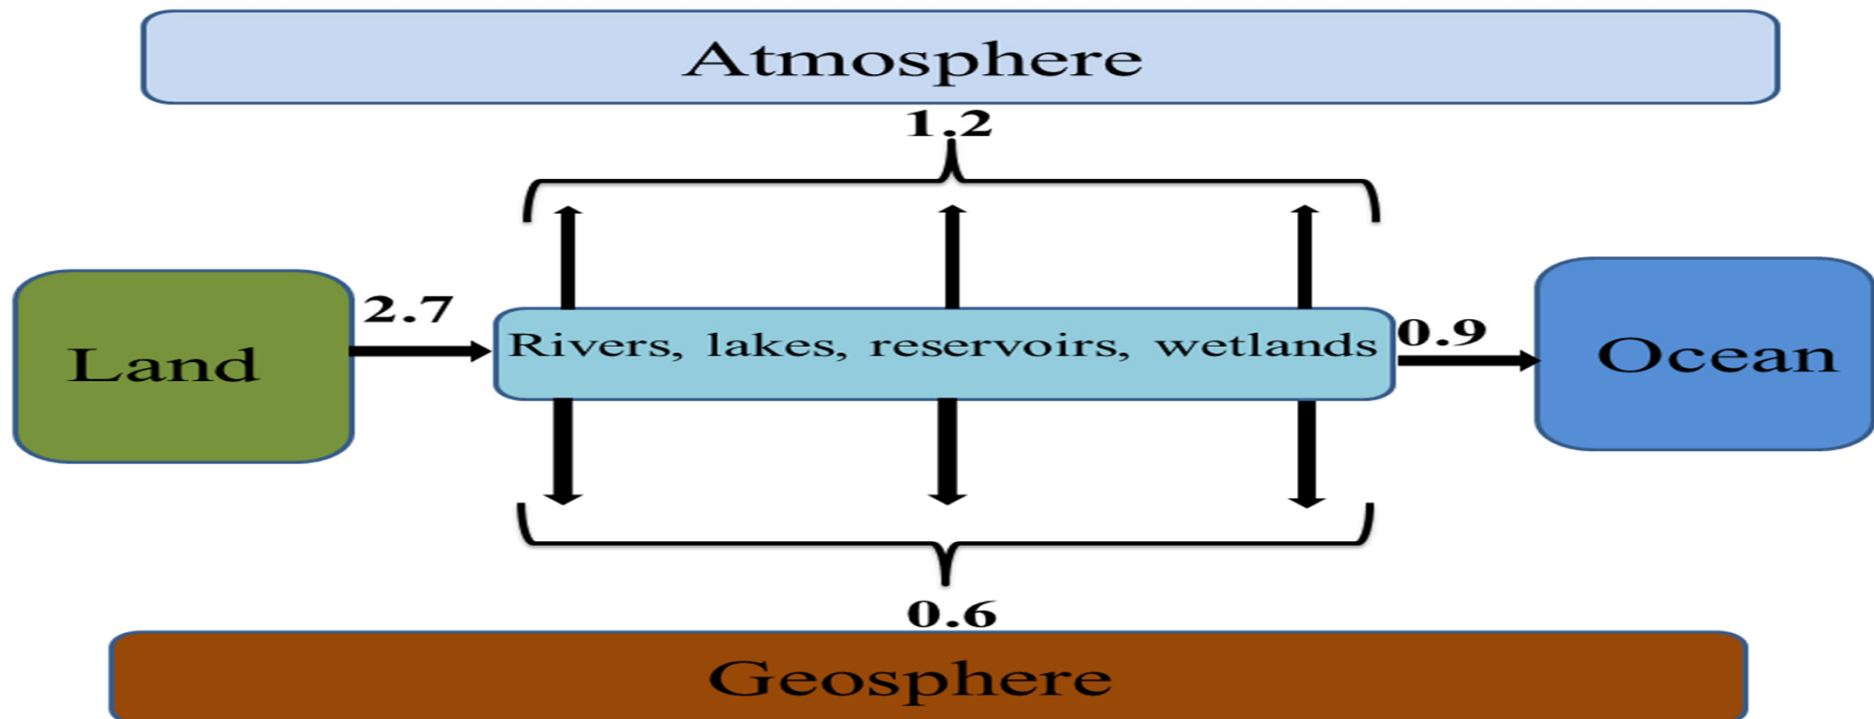 Atmosphere
1.2
2.7
Land
Rivers, lakes, reservoirs, wetlands
0.9
Ocean
0.6
Geosphere